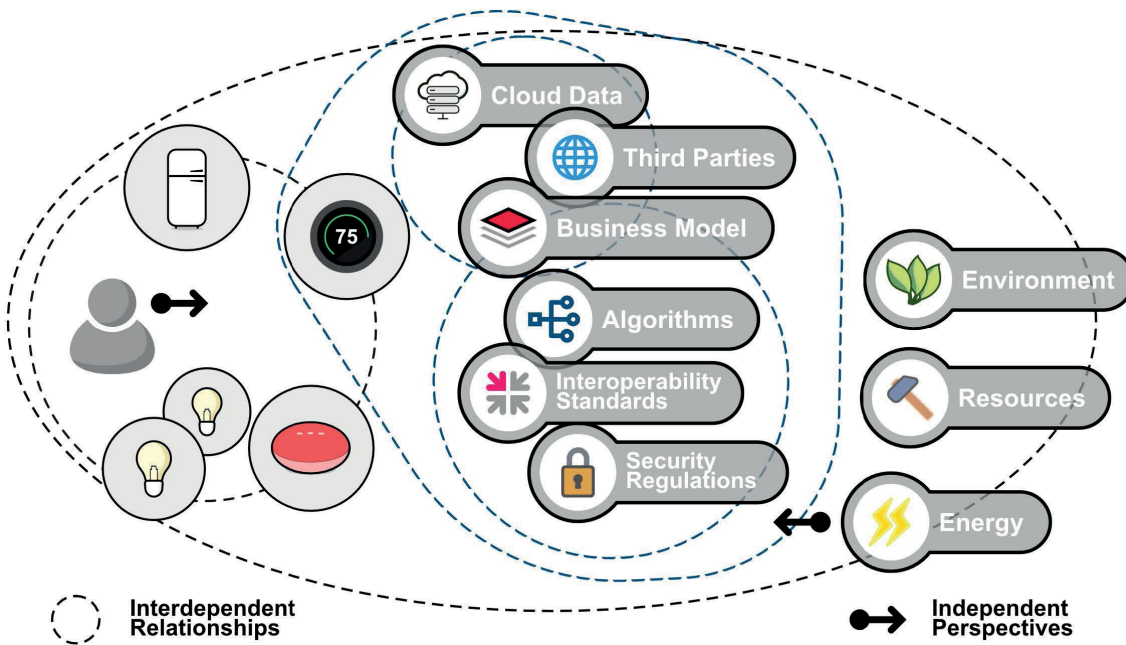 Cloud Data
Third Parties
75
Business Model
Environment
Algorithms
Interoperability
Standards
Resources
Security
Regulations
Energy
Interdependent
Relationships
Independent
Perspectives